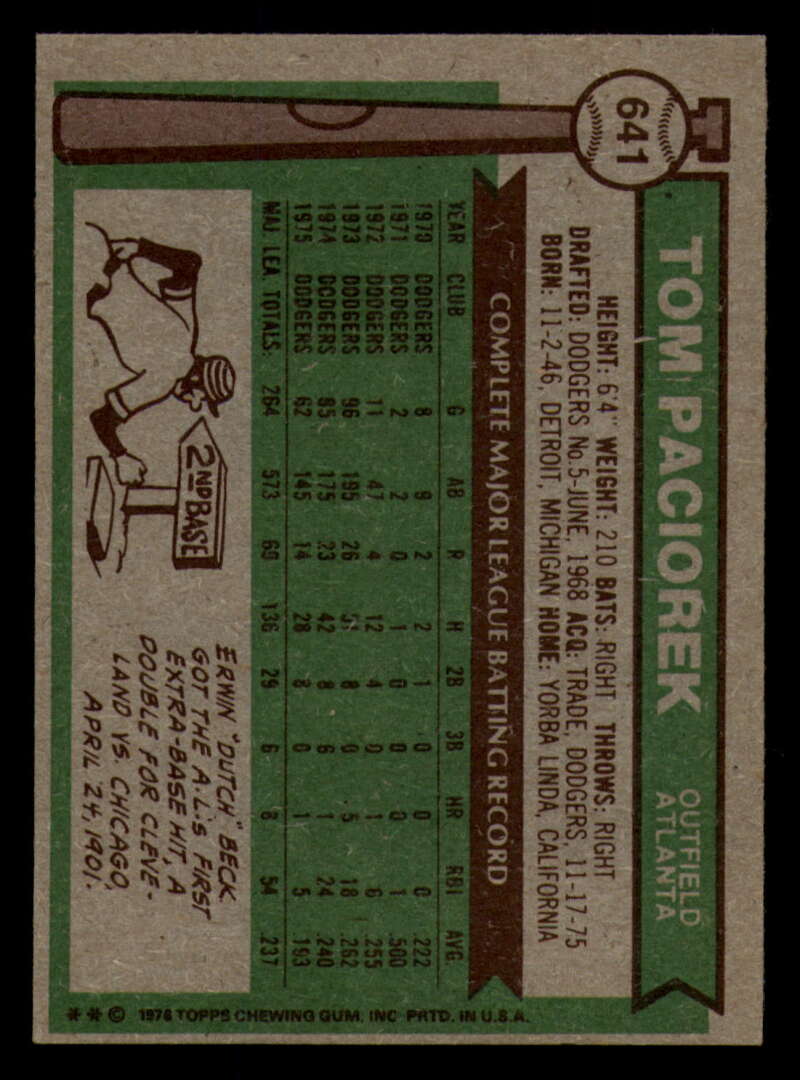 641
TOM PACIOREK
OUTFIELD
ATLANTA
HEIGHT: 6'4" WEIGHT: 210 BATS: RIGHT THROWS: RIGHT
DRAFTED: DODGERS No. 5-JUNE, 1968 ACQ: TRADE, DODGERS, 11-17-75
BORN: 11-2-46, DETROIT, MICHIGAN HOME: YORBA LINDA, CALIFORNIA
COMPLETE MAJOR LEAGUE BATTING RECORD
YEAR CLUB G AB R H 2B 3B HR RBI AVG.
1970 DODGERS 8 9 2 2 1 0 0 0 .222
1971 DODGERS 2 2 0 1 0 0 0 1 .500
1972 DODGERS 11 47 4 12 4 0 1 6 .255
1973 DODGERS 96 195 26 51 8 0 5 18 .262
1974 DODGERS 85 175 23 42 8 6 1 24 .240
1975 DODGERS 62 145 14 28 8 0 1 5 .193
MAJ. LEA. TOTALS: 264 573 69 136 29 6 8 54 .237
2ND BASE
ERWIN "DUTCH" BECK
GOT THE A.L.'S FIRST
EXTRA-BASE HIT, A
DOUBLE FOR CLEVE-
LAND VS. CHICAGO,
APRIL 24, 1901.
** © 1976 TOPPS CHEWING GUM, INC. PRTD. IN U.S.A.